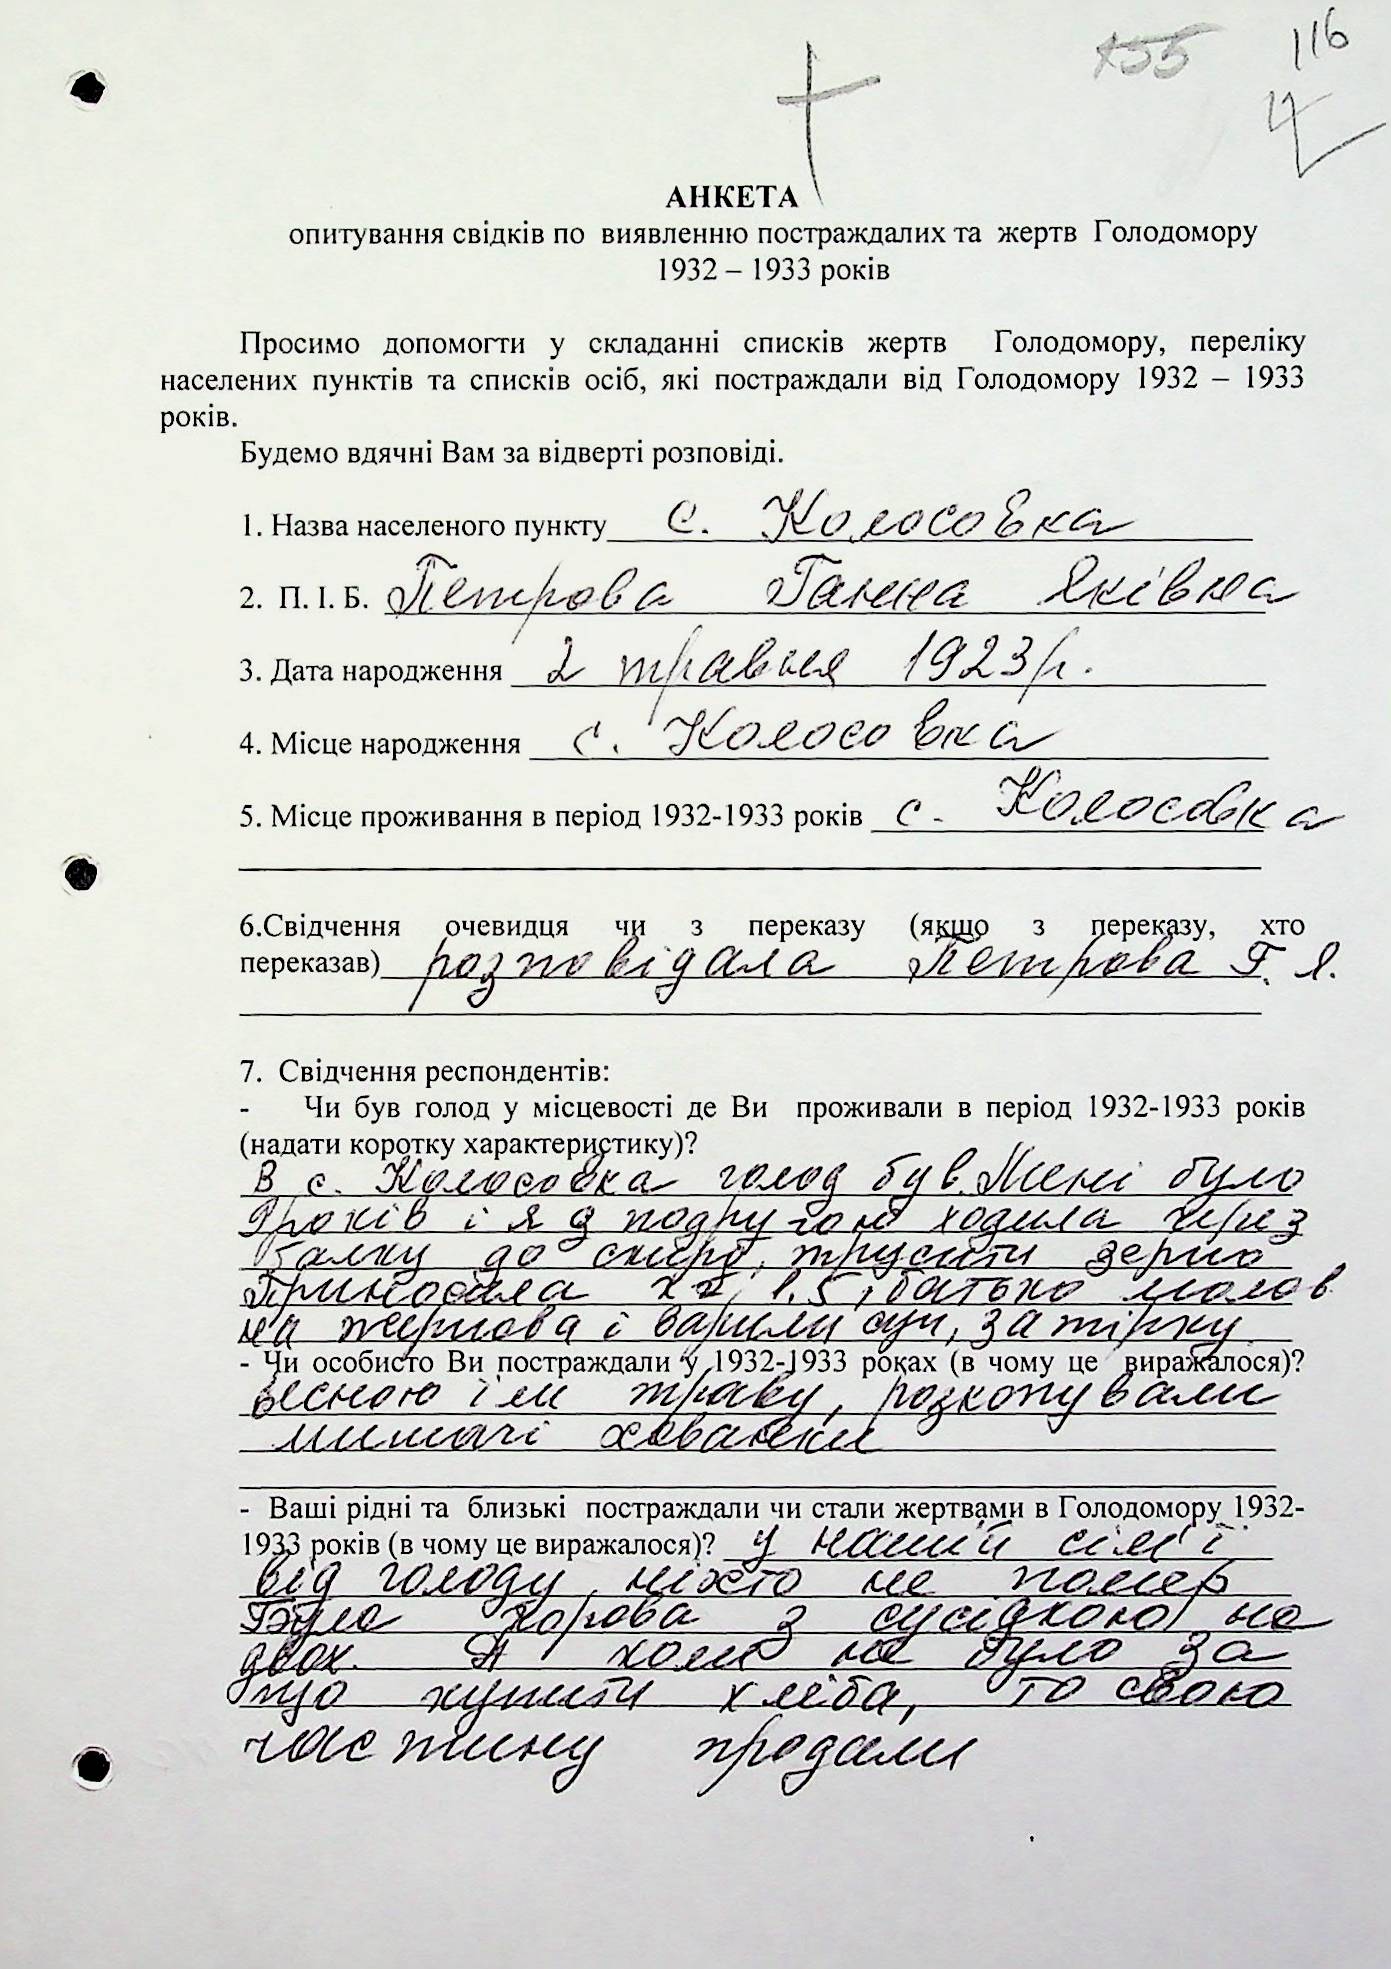 155
116
АНКЕТА
опитування свідків по виявленню постраждалих та жертв Голодомору
1932 – 1933 років
Просимо допомогти у складанні списків жертв Голодомору, переліку
населених пунктів та списків осіб, які постраждали від Голодомору 1932 – 1933
років.
Будемо вдячні Вам за відверті розповіді.
1. Назва населеного пункту с. Колосовка
2. П. І. Б. Петрова Ганна Яківна
3. Дата народження 2 травня 1923р.
4. Місце народження с. Колосовка
5. Місце проживання в період 1932-1933 років с. Колосовка
6.Свідчення очевидця чи з переказу (якщо з переказу, хто
переказав) розповідала Петрова Г. Я.
7. Свідчення респондентів:
- Чи був голод у місцевості де Ви проживали в період 1932-1933 років
(надати коротку характеристику)?
В с. Колосовка голод був. Мені було
9 років і я з подругою ходила через
балку до скирд, трусити зерно
Приносила кг 1.5, батько молов
на жернова і варили суп, затірку
- Чи особисто Ви постраждали у 1932-1933 роках (в чому це виражалося)?
весною їли траву, розкопували
мишачі хованки
- Ваші рідні та близькі постраждали чи стали жертвами в Голодомору 1932-
1933 років (в чому це виражалося)? у нашій сім'ї
від голоду ніхто не помер
Була корова з сусідкою на
двох. А коли не було за
що купити хліба, то свою
частину продали